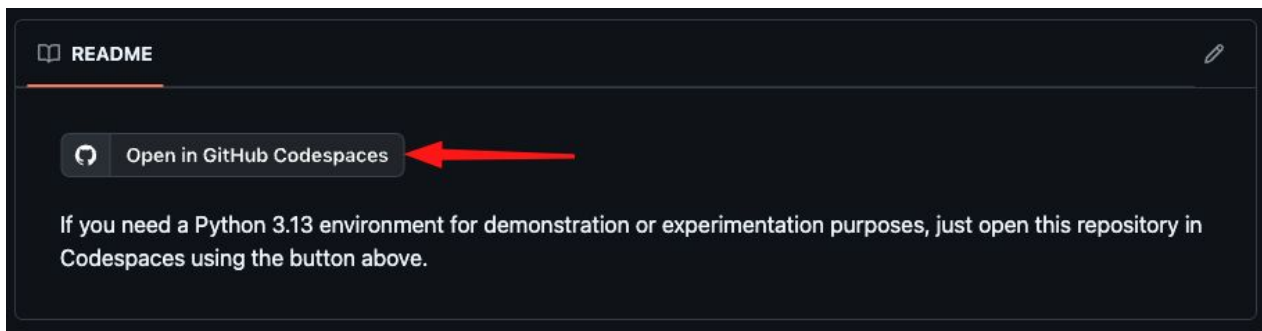 README
Open in GitHub Codespaces
If you need a Python 3.13 environment for demonstration or experimentation purposes, just open this repository in
Codespaces using the button above.